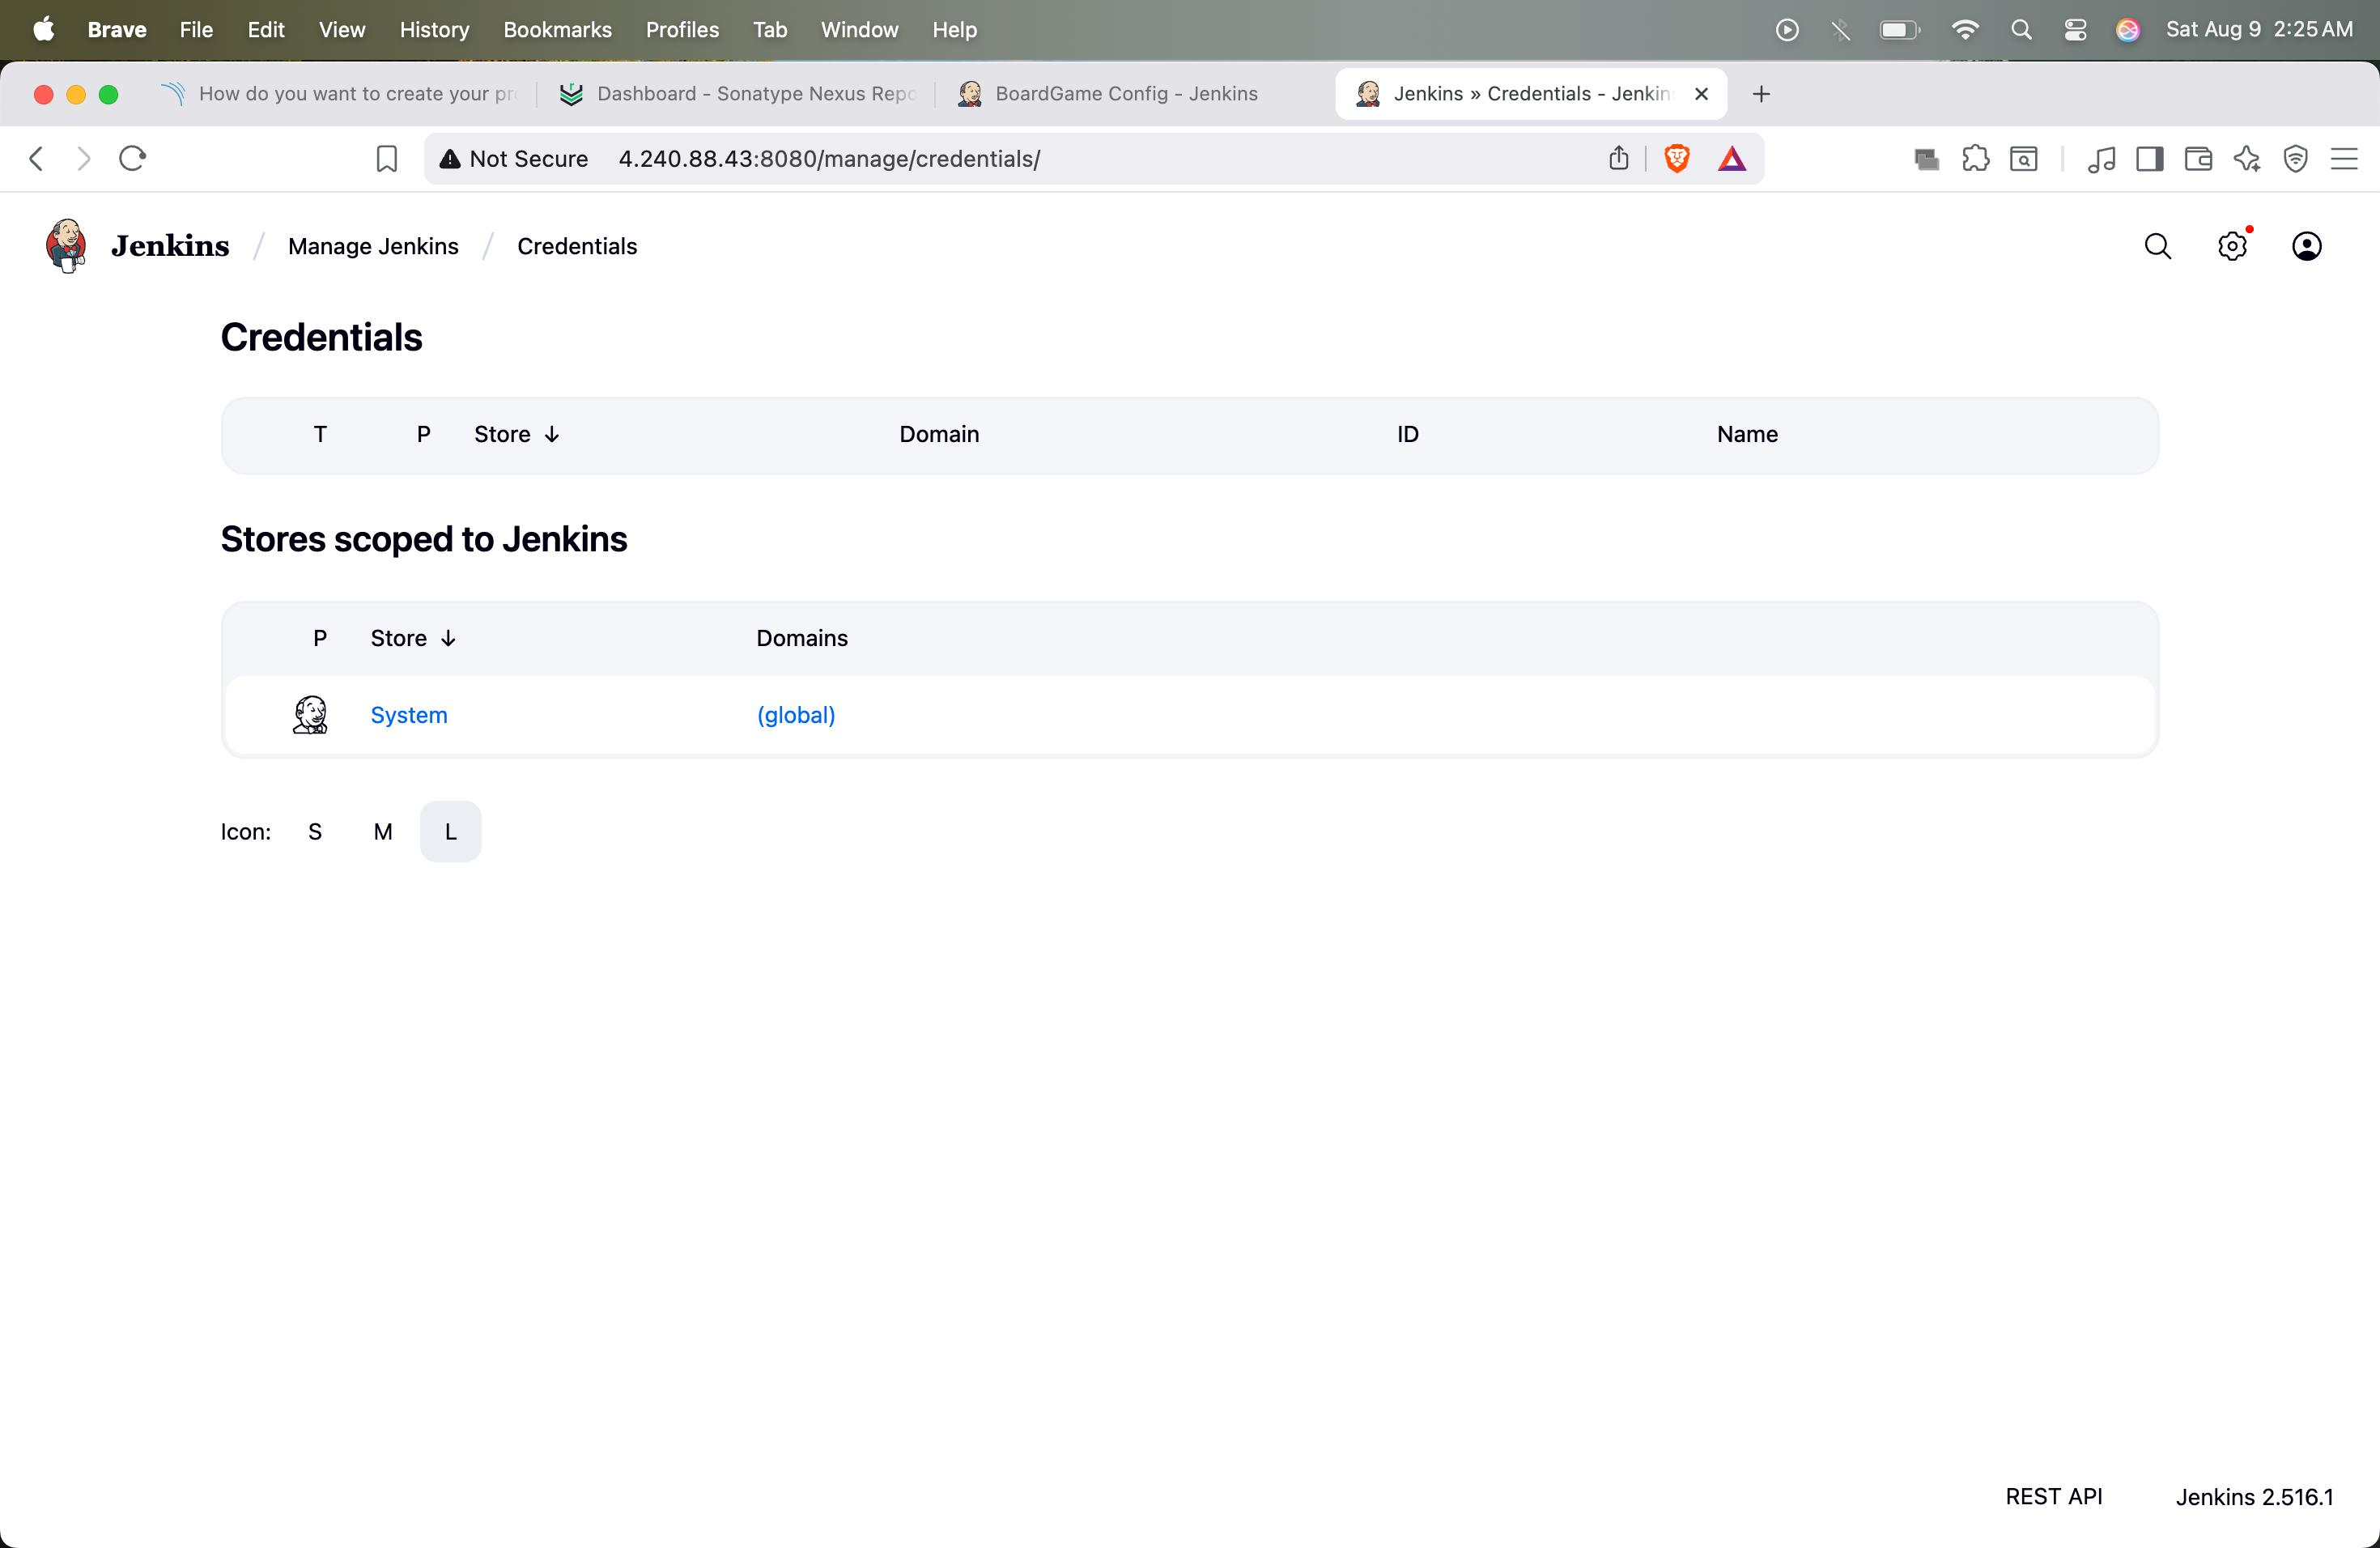 Brave File Edit View History Bookmarks Profiles Tab Window Help Sat Aug 9 2:25 AM
How do you want to create your pr Dashboard - Sonatype Nexus Repo BoardGame Config - Jenkins Jenkins » Credentials - Jenkin
Not Secure 4.240.88.43:8080/manage/credentials/
Jenkins / Manage Jenkins / Credentials
Credentials
T P Store ↓ Domain ID Name
Stores scoped to Jenkins
P Store ↓ Domains
System (global)
Icon: S M L
REST API Jenkins 2.516.1